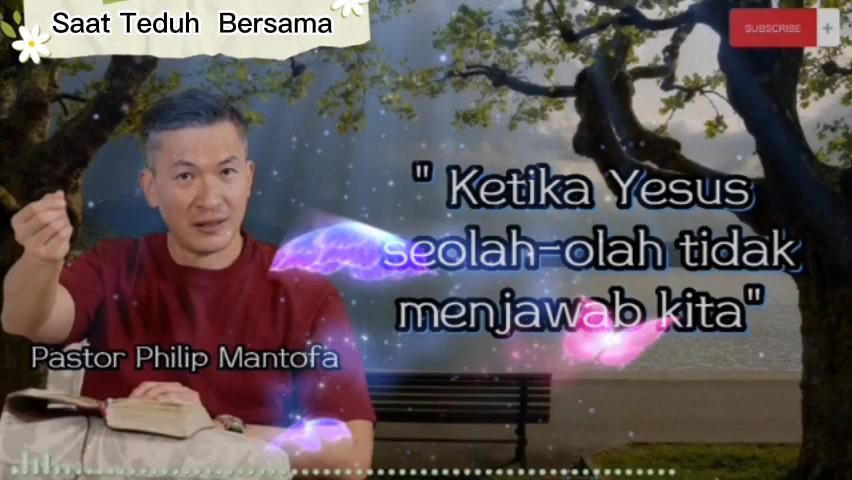 Saat Teduh Bersama
SUBSCRIBE +
" Ketika Yesus
seolah-olah tidak
menjawab kita"
Pastor Philip Mantofa